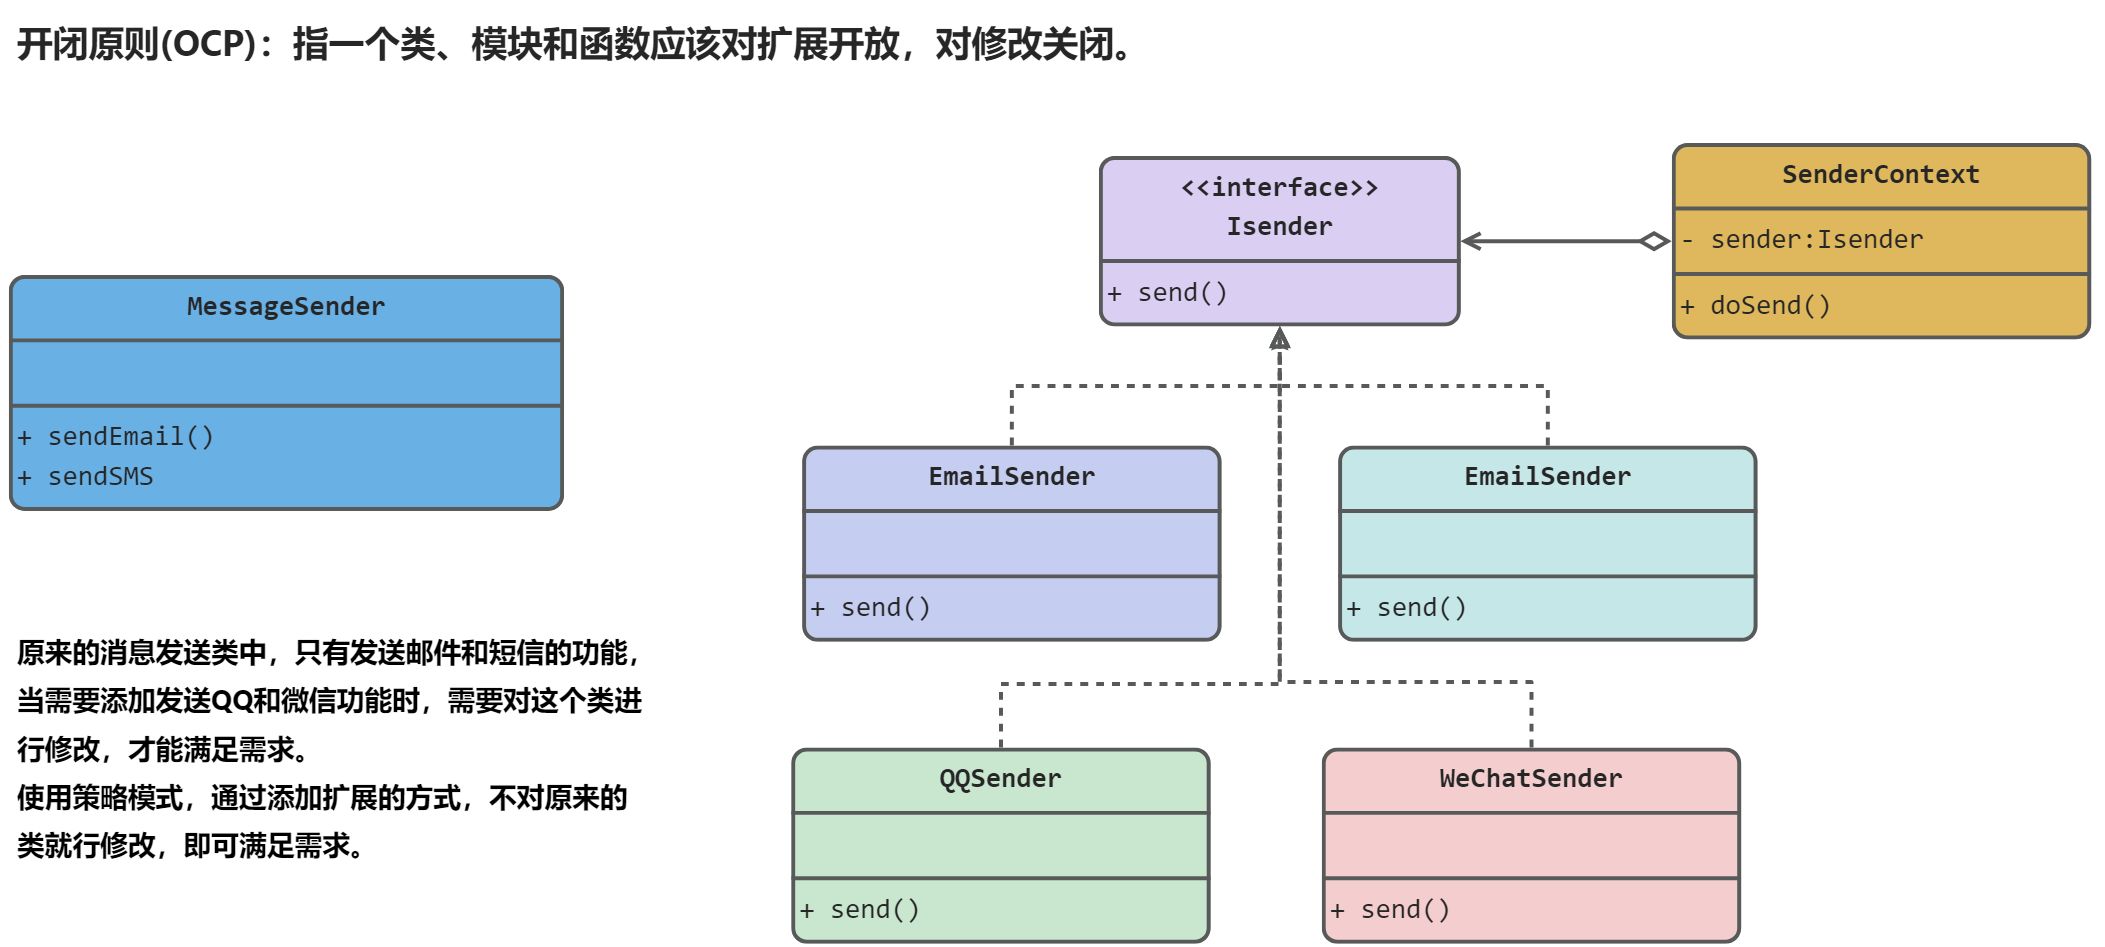 开闭原则(OCP)：指一个类、模块和函数应该对扩展开放，对修改关闭。
<<interface>>
Isender
+ send()
SenderContext
- sender:Isender
+ doSend()
MessageSender
+ sendEmail()
+ sendSMS
EmailSender
+ send()
EmailSender
+ send()
原来的消息发送类中，只有发送邮件和短信的功能，
当需要添加发送QQ和微信功能时，需要对这个类进
行修改，才能满足需求。
使用策略模式，通过添加扩展的方式，不对原来的
类就行修改，即可满足需求。
QQSender
+ send()
WeChatSender
+ send()